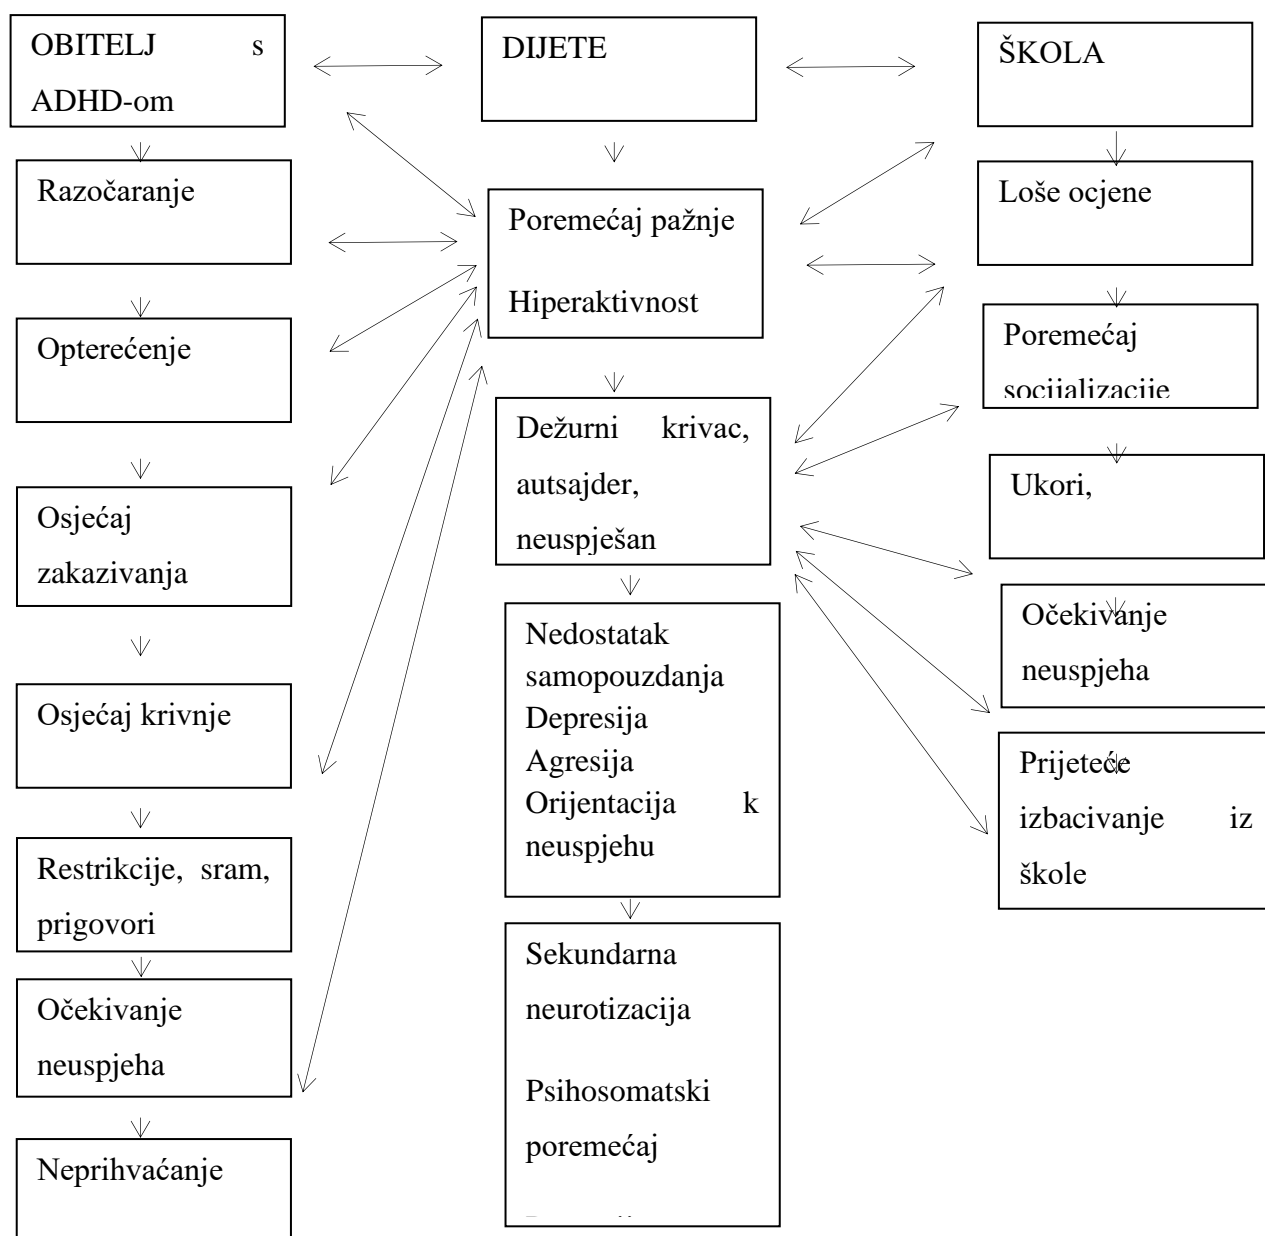 OBITELJ s
ADHD-om
Razočaranje
Opterećenje
Osjećaj
zakazivanja
Osjećaj krivnje
Restrikcije, sram,
prigovori
Očekivanje
neuspjeha
Neprihvaćanje
DIJETE
Poremećaj pažnje
Hiperaktivnost
Dežurni krivac,
autsajder,
neuspješan
Nedostatak
samopouzdanja
Depresija
Agresija
Orijentacija k
neuspjehu
Sekundarna
neurotizacija
Psihosomatski
poremećaj
ŠKOLA
Loše ocjene
Poremećaj
socijalizacije
Ukori,
Očekivanje
neuspjeha
Prijeteće
izbacivanje iz
škole